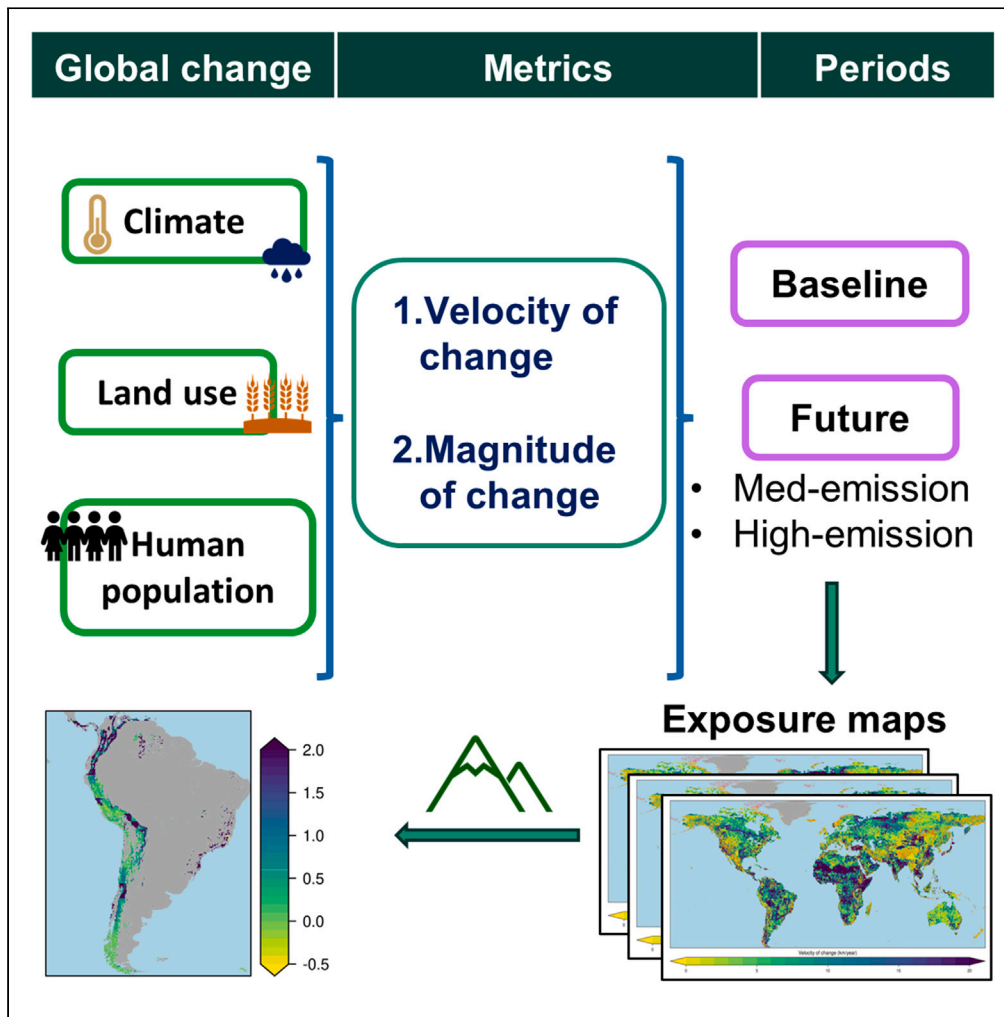 Global change
Metrics
Periods
Climate
Land use
Human
population
1.Velocity of
change
2.Magnitude
of change
Baseline
Future
• Med-emission
• High-emission
Exposure maps
2.0
1.5
1.0
0.5
0.0
-0.5
Velocity of change (km/year)
0
5
10
15
20